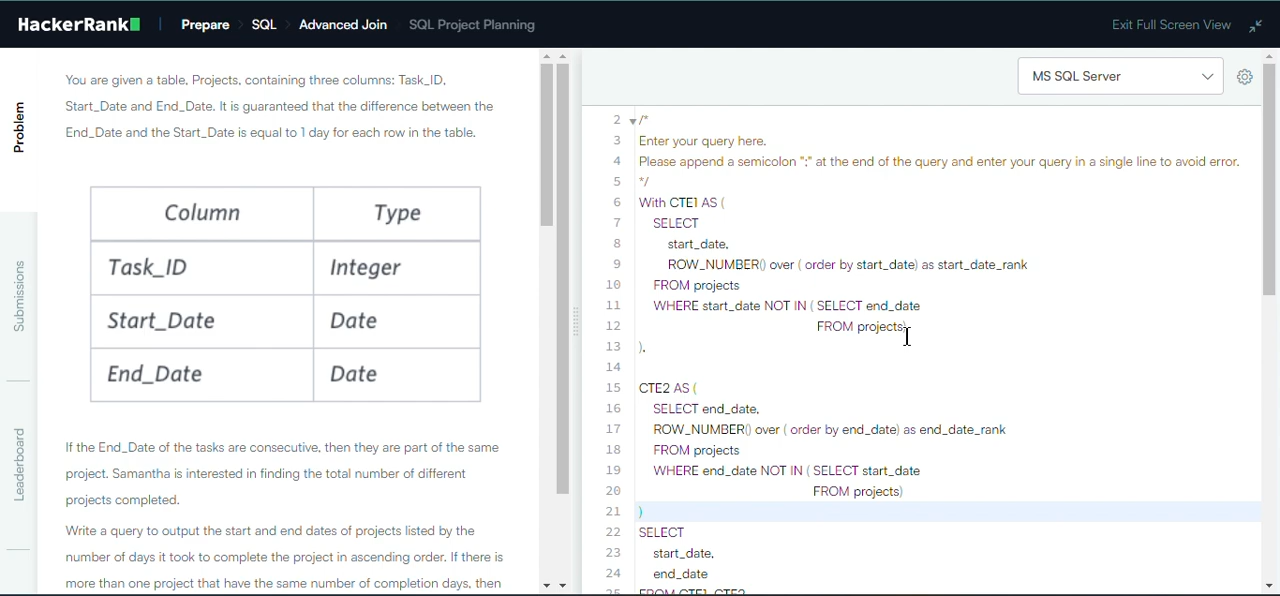 HackerRank | Prepare > SQL > Advanced Join > SQL Project Planning Exit Full Screen View
Problem
Submissions
Leaderboard
You are given a table, Projects, containing three columns: Task_ID,
Start_Date and End_Date. It is guaranteed that the difference between the
End_Date and the Start_Date is equal to 1 day for each row in the table.
Column Type
Task_ID Integer
Start_Date Date
End_Date Date
If the End_Date of the tasks are consecutive, then they are part of the same
project. Samantha is interested in finding the total number of different
projects completed.
Write a query to output the start and end dates of projects listed by the
number of days it took to complete the project in ascending order. If there is
more than one project that have the same number of completion days, then
MS SQL Server
2 /*
3 Enter your query here.
4 Please append a semicolon ";" at the end of the query and enter your query in a single line to avoid error.
5 */
6 With CTE1 AS (
7 SELECT
8 start_date,
9 ROW_NUMBER() over ( order by start_date) as start_date_rank
10 FROM projects
11 WHERE start_date NOT IN ( SELECT end_date
12 FROM projects)
13 ),
14
15 CTE2 AS (
16 SELECT end_date,
17 ROW_NUMBER() over ( order by end_date) as end_date_rank
18 FROM projects
19 WHERE end_date NOT IN ( SELECT start_date
20 FROM projects)
21 )
22 SELECT
23 start_date,
24 end_date
25 FROM CTE1, CTE2